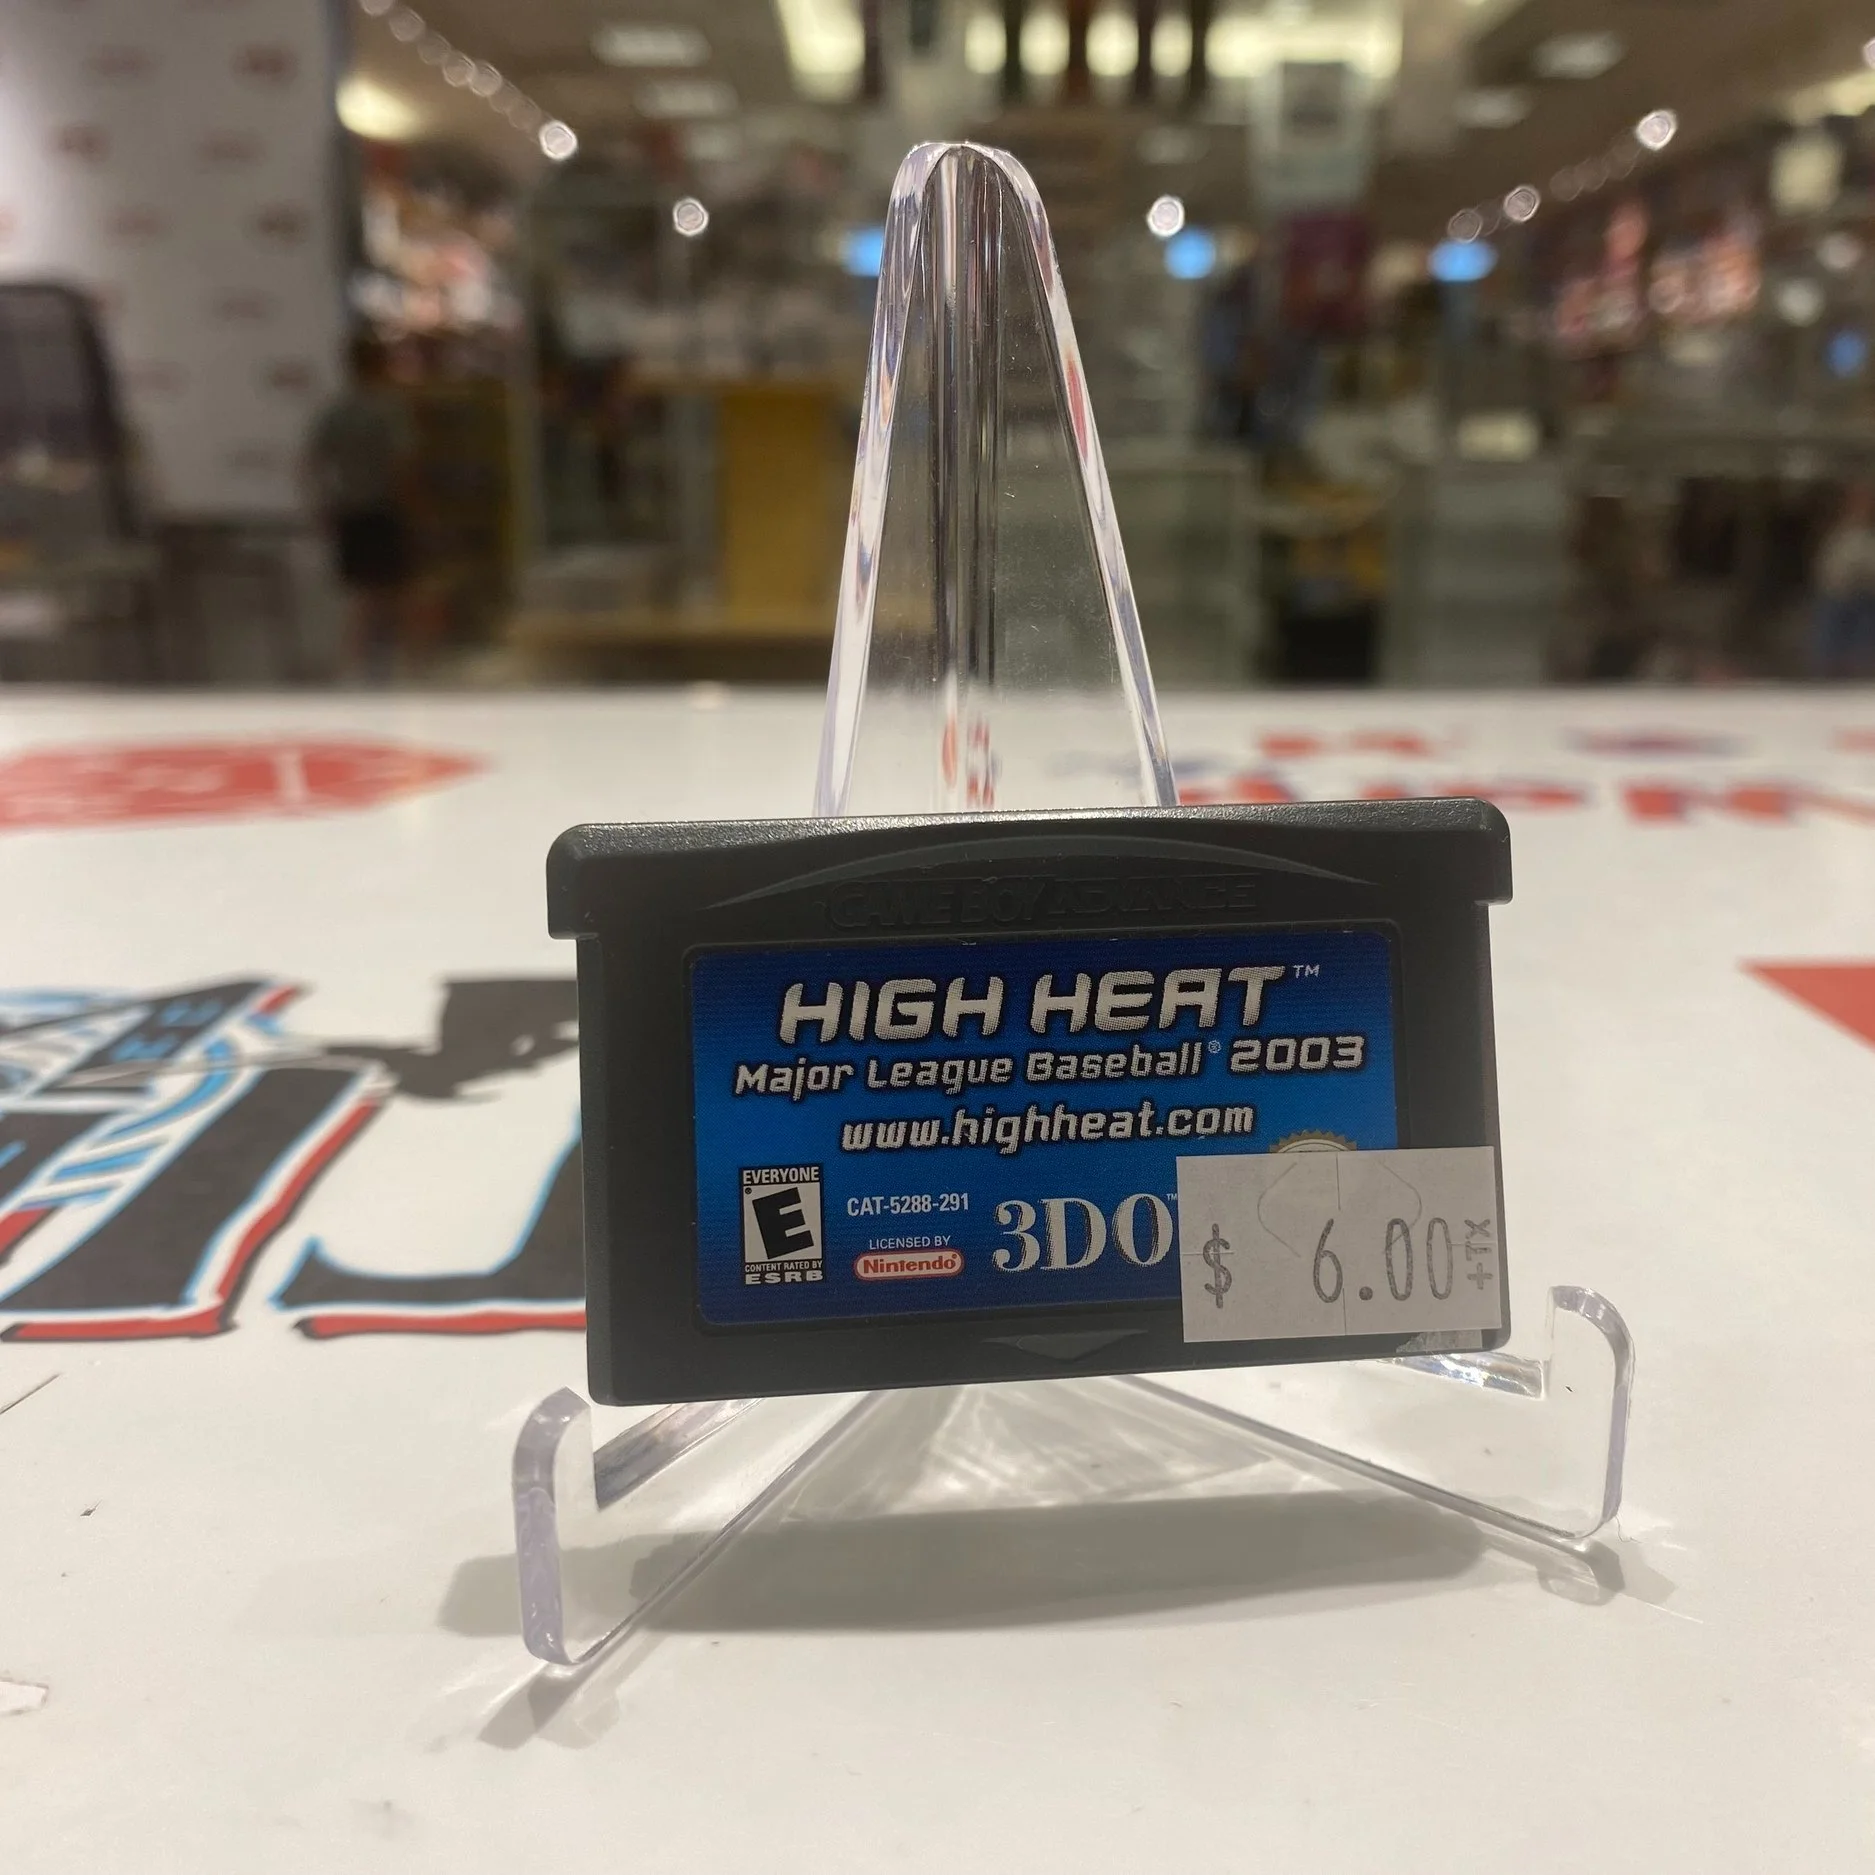 GAME BOY ADVANCE
HIGH HEAT™
Major League Baseball® 2003
www.highheat.com
EVERYONE
E
CONTENT RATED BY
ESRB
CAT-5288-291
LICENSED BY
Nintendo®
3DO™
$ 6.00 +TX